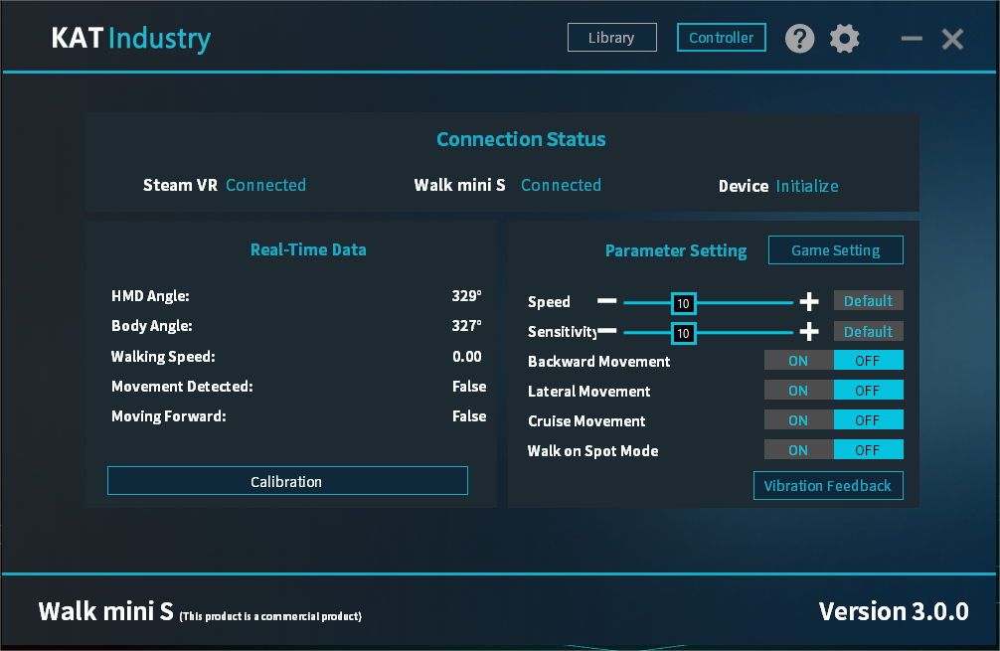 KAT Industry
Library
Controller
Connection Status
Steam VR Connected
Walk mini S Connected
Device Initialize
Real-Time Data
HMD Angle: 329°
Body Angle: 327°
Walking Speed: 0.00
Movement Detected: False
Moving Forward: False
Calibration
Parameter Setting
Game Setting
Speed 10 Default
Sensitivity 10 Default
Backward Movement ON OFF
Lateral Movement ON OFF
Cruise Movement ON OFF
Walk on Spot Mode ON OFF
Vibration Feedback
Walk mini S (This product is a commercial product)
Version 3.0.0